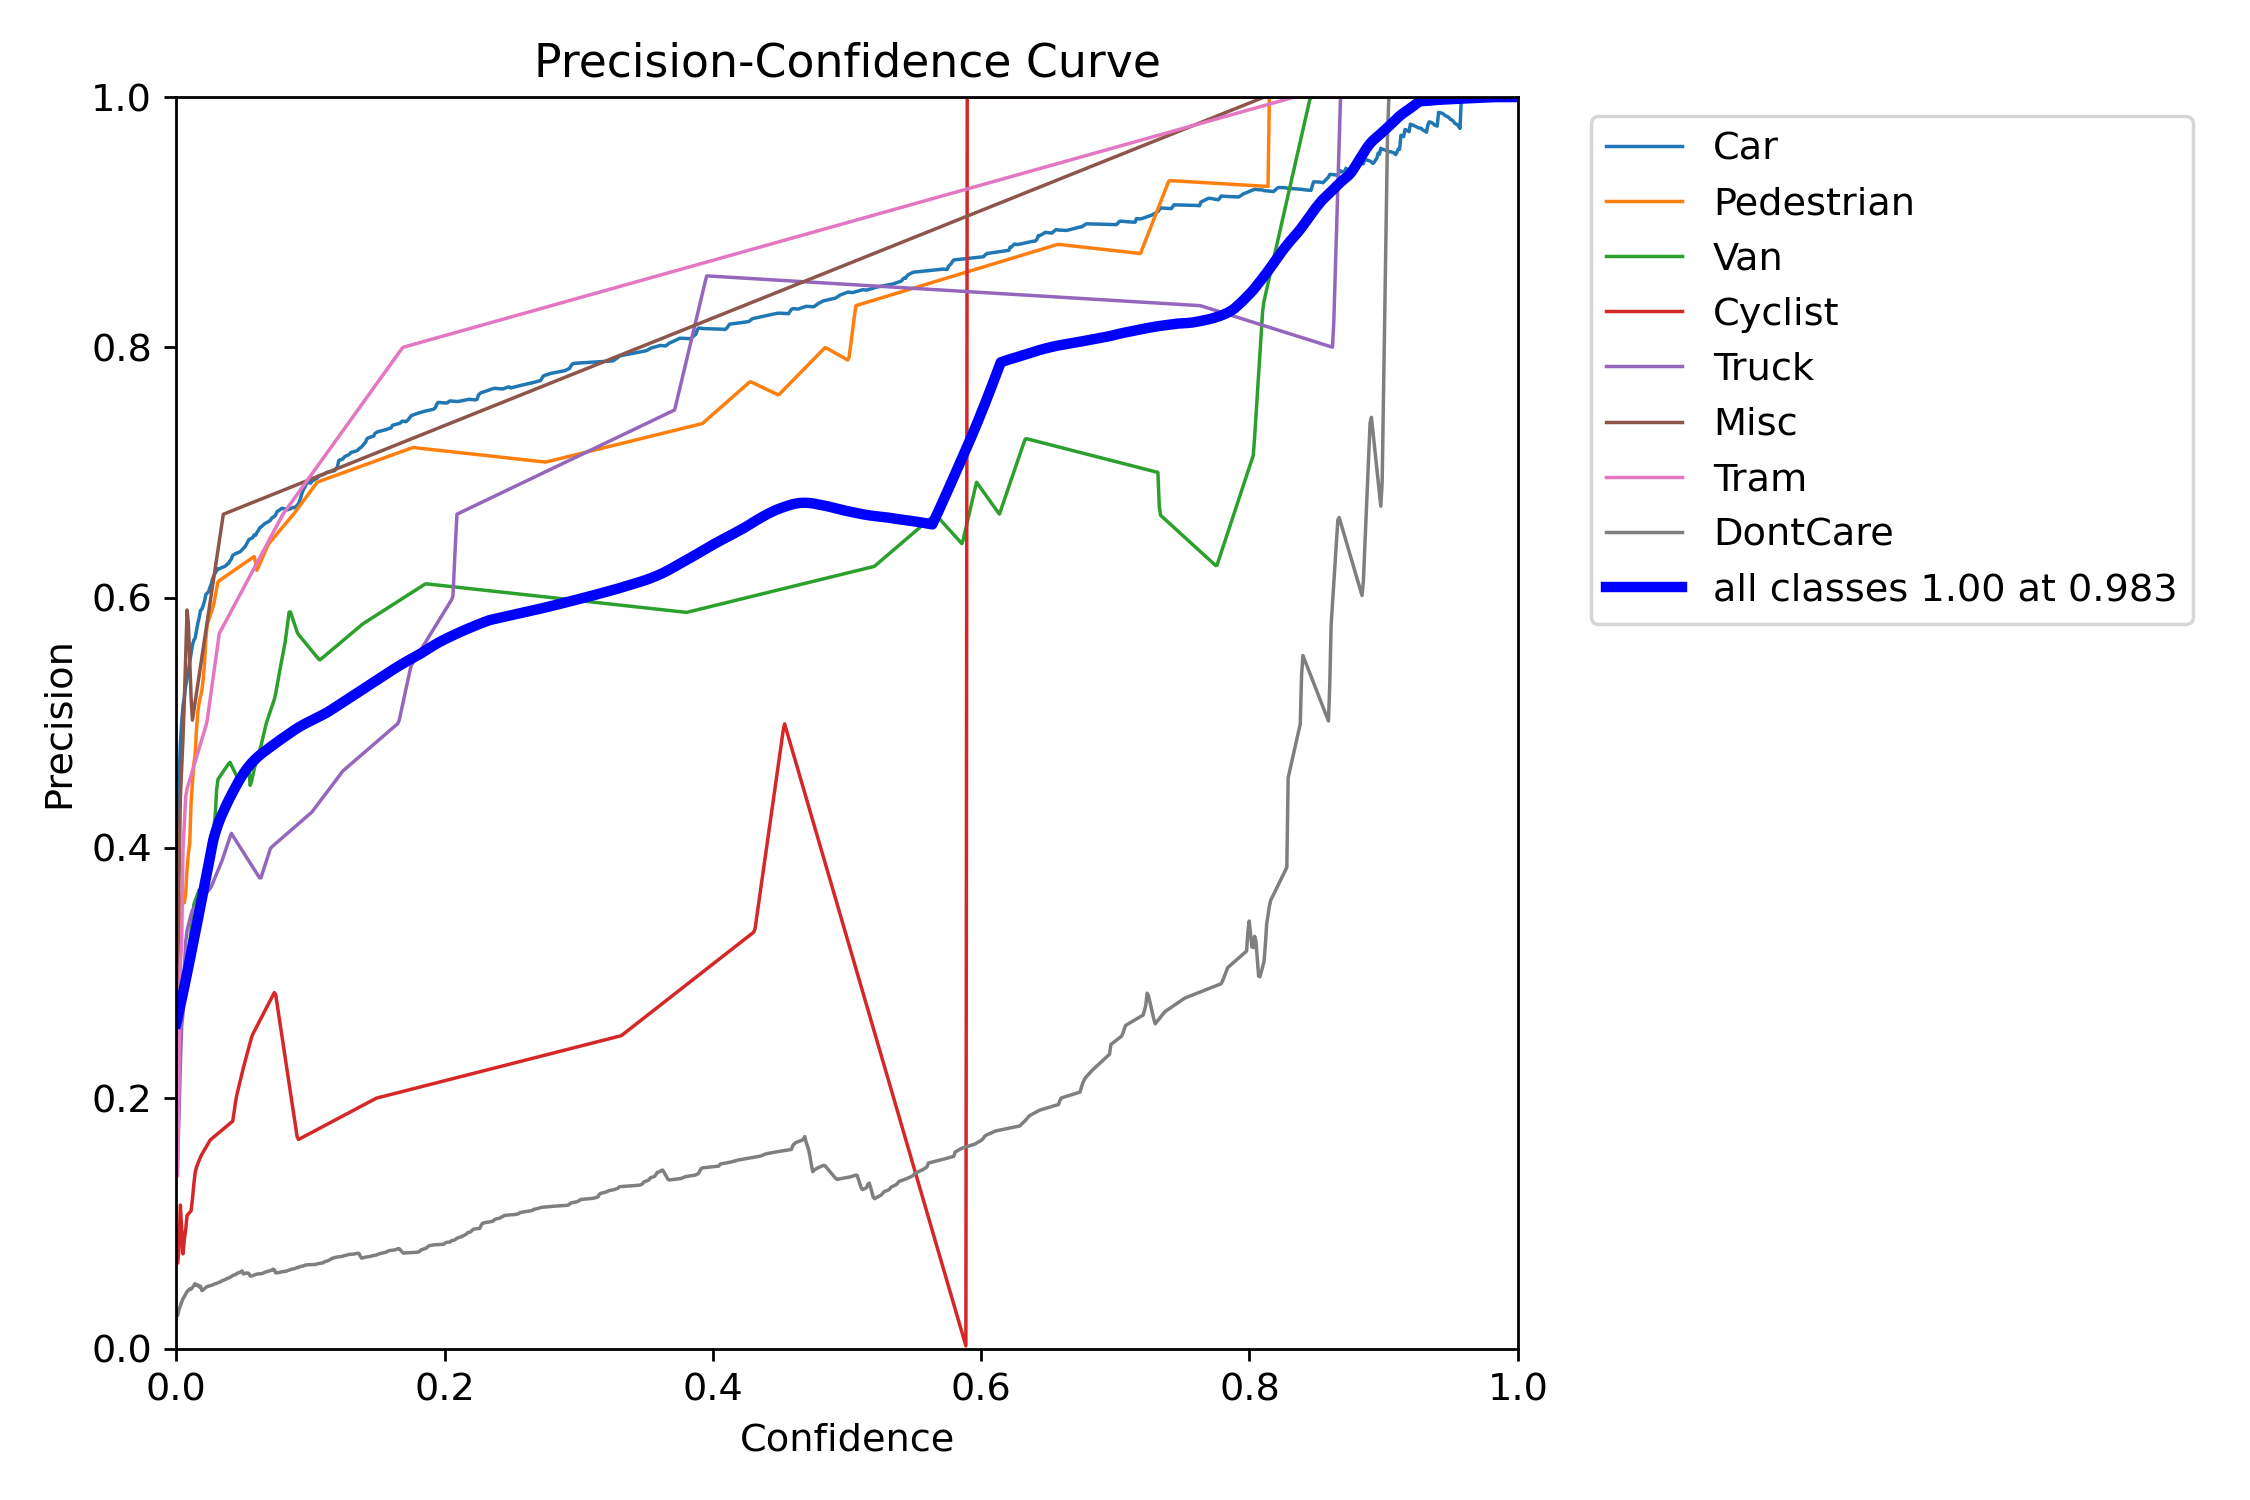 Precision-Confidence Curve
1.0
0.8
0.6
0.4
0.2
0.0
Precision
0.0 0.2 0.4 0.6 0.8 1.0
Confidence
Car
Pedestrian
Van
Cyclist
Truck
Misc
Tram
DontCare
all classes 1.00 at 0.983